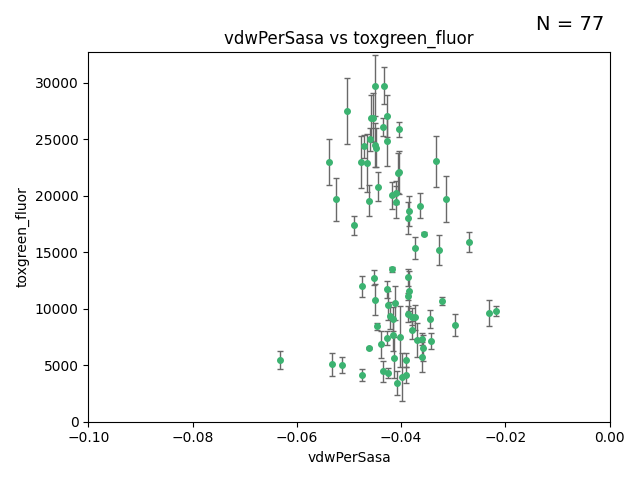 N = 77
vdwPerSasa vs toxgreen_fluor
30000
25000
20000
15000
10000
5000
0
toxgreen_fluor
−0.10 −0.08 −0.06 −0.04 −0.02 0.00
vdwPerSasa